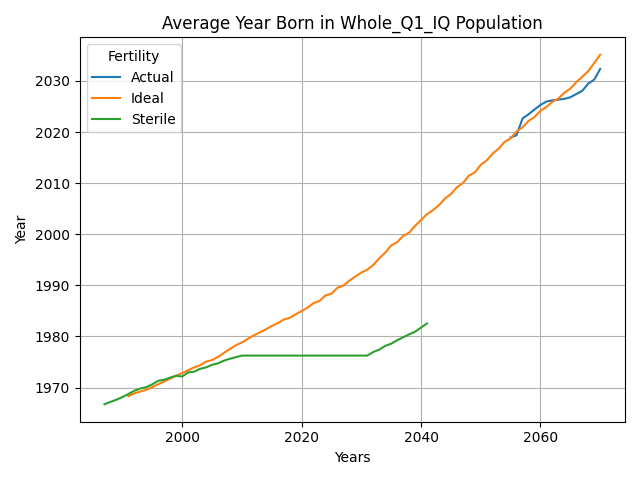 Average Year Born in Whole_Q1_IQ Population
Fertility
Actual
Ideal
Sterile
Year
2030
2020
2010
2000
1990
1980
1970
2000 2020 2040 2060
Years